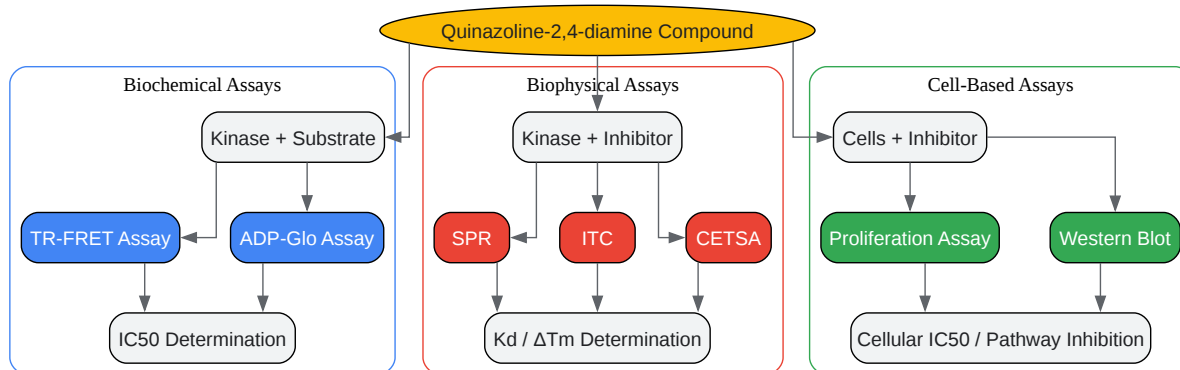 Quinazoline-2,4-diamine Compound
Biochemical Assays
Biophysical Assays
Cell-Based Assays
Kinase + Substrate
Kinase + Inhibitor
Cells + Inhibitor
TR-FRET Assay
ADP-Glo Assay
SPR
ITC
CETSA
Proliferation Assay
Western Blot
IC50 Determination
Kd / ΔTm Determination
Cellular IC50 / Pathway Inhibition